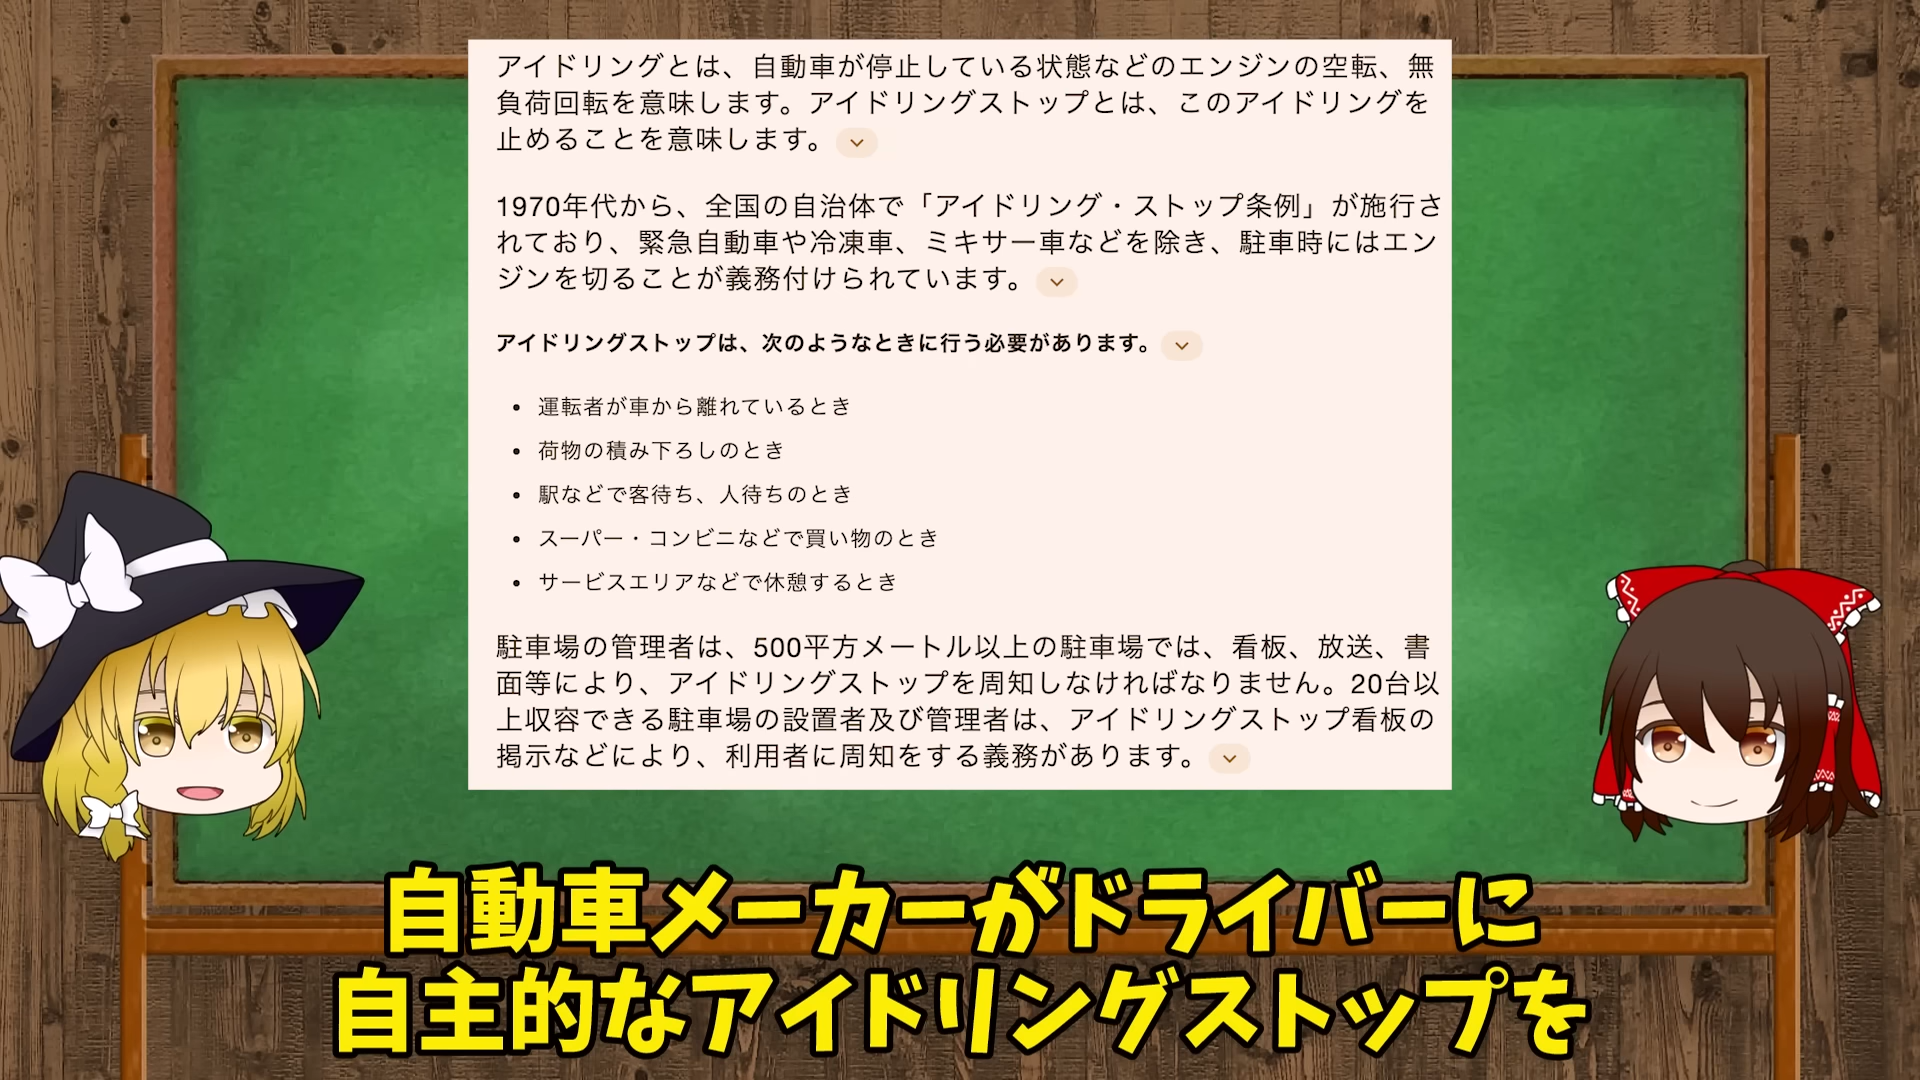 アイドリングとは、自動車が停止している状態などのエンジンの空転、無
負荷回転を意味します。アイドリングストップとは、このアイドリングを
止めることを意味します。
1970年代から、全国の自治体で「アイドリング・ストップ条例」が施行さ
れており、緊急自動車や冷凍車、ミキサー車などを除き、駐車時にはエン
ジンを切ることが義務付けられています。
アイドリングストップは、次のようなときに行う必要があります。
• 運転者が車から離れているとき
• 荷物の積み下ろしのとき
• 駅などで客待ち、人待ちのとき
• スーパー・コンビニなどで買い物のとき
• サービスエリアなどで休憩するとき
駐車場の管理者は、500平方メートル以上の駐車場では、看板、放送、書
面等により、アイドリングストップを周知しなければなりません。20台以
上収容できる駐車場の設置者及び管理者は、アイドリングストップ看板の
掲示などにより、利用者に周知をする義務があります。
自動車メーカーがドライバーに
自主的なアイドリングストップを